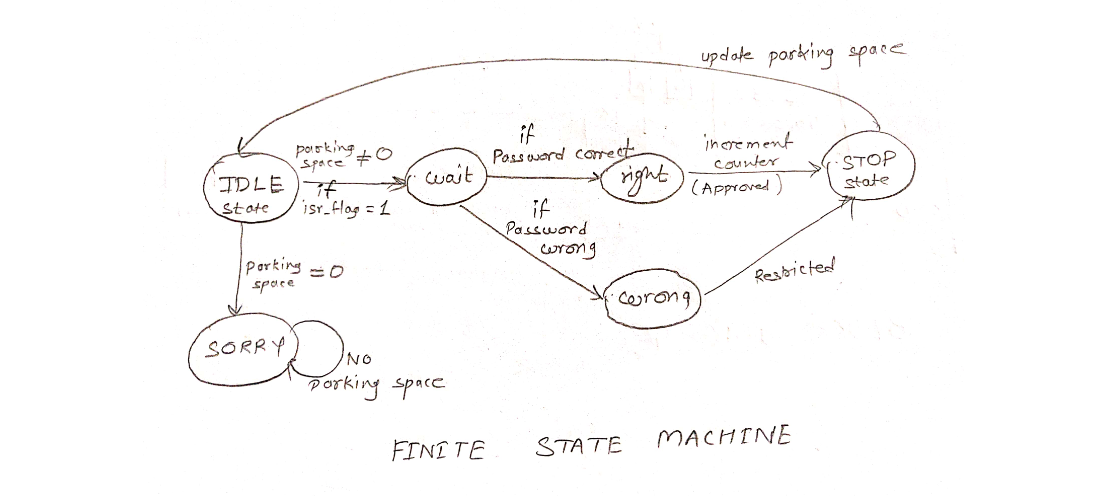 update parking space
parking
space ≠ 0
if
isr_flag = 1
IDLE
state
wait
if
Password correct
right
increment
counter
(Approved)
STOP
state
if
Password
wrong
wrong
Restricted
Parking
space = 0
SORRY
NO
parking space
FINITE STATE MACHINE